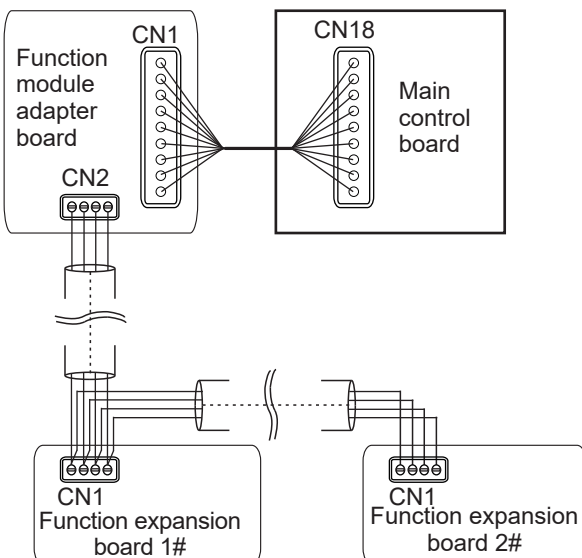 CN1
CN18
Function
module
adapter
board
Main
control
board
CN2
CN1
Function expansion
board 1#
CN1
Function expansion
board 2#